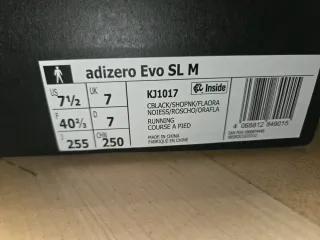 adizero Evo SL M
US 7½ UK 7
F 40⅔ D 7
J 255 CHN 250
KJ1017
Inside
CBLACK/SHOPNK/FLAORA
NOIESS/ROSCHO/ORAFLA
RUNNING
COURSE A PIED
MADE IN CHINA
FABRIQUE EN CHINE